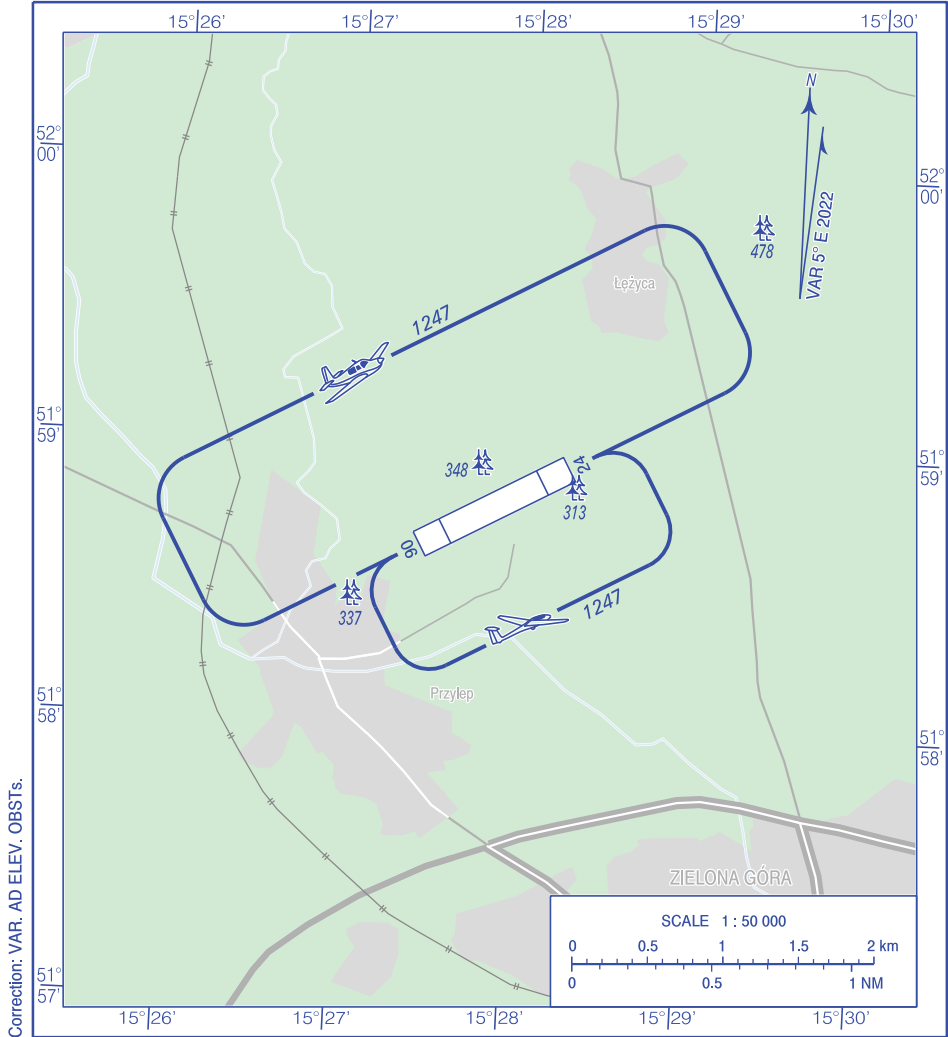 15°26' 15°27' 15°28' 15°29' 15°30'
N
VAR 5° E 2022
52°
00'
52°
00'
478
Łężyca
1247
51°
59'
51°
59'
348
24
313
06
337
1247
Przylep
51°
58'
51°
58'
ZIELONA GÓRA
SCALE 1 : 50 000
0 0.5 1 1.5 2 km
0 0.5 1 NM
51°
57'
15°26' 15°27' 15°28' 15°29' 15°30'
Correction: VAR. AD ELEV. OBSTs.